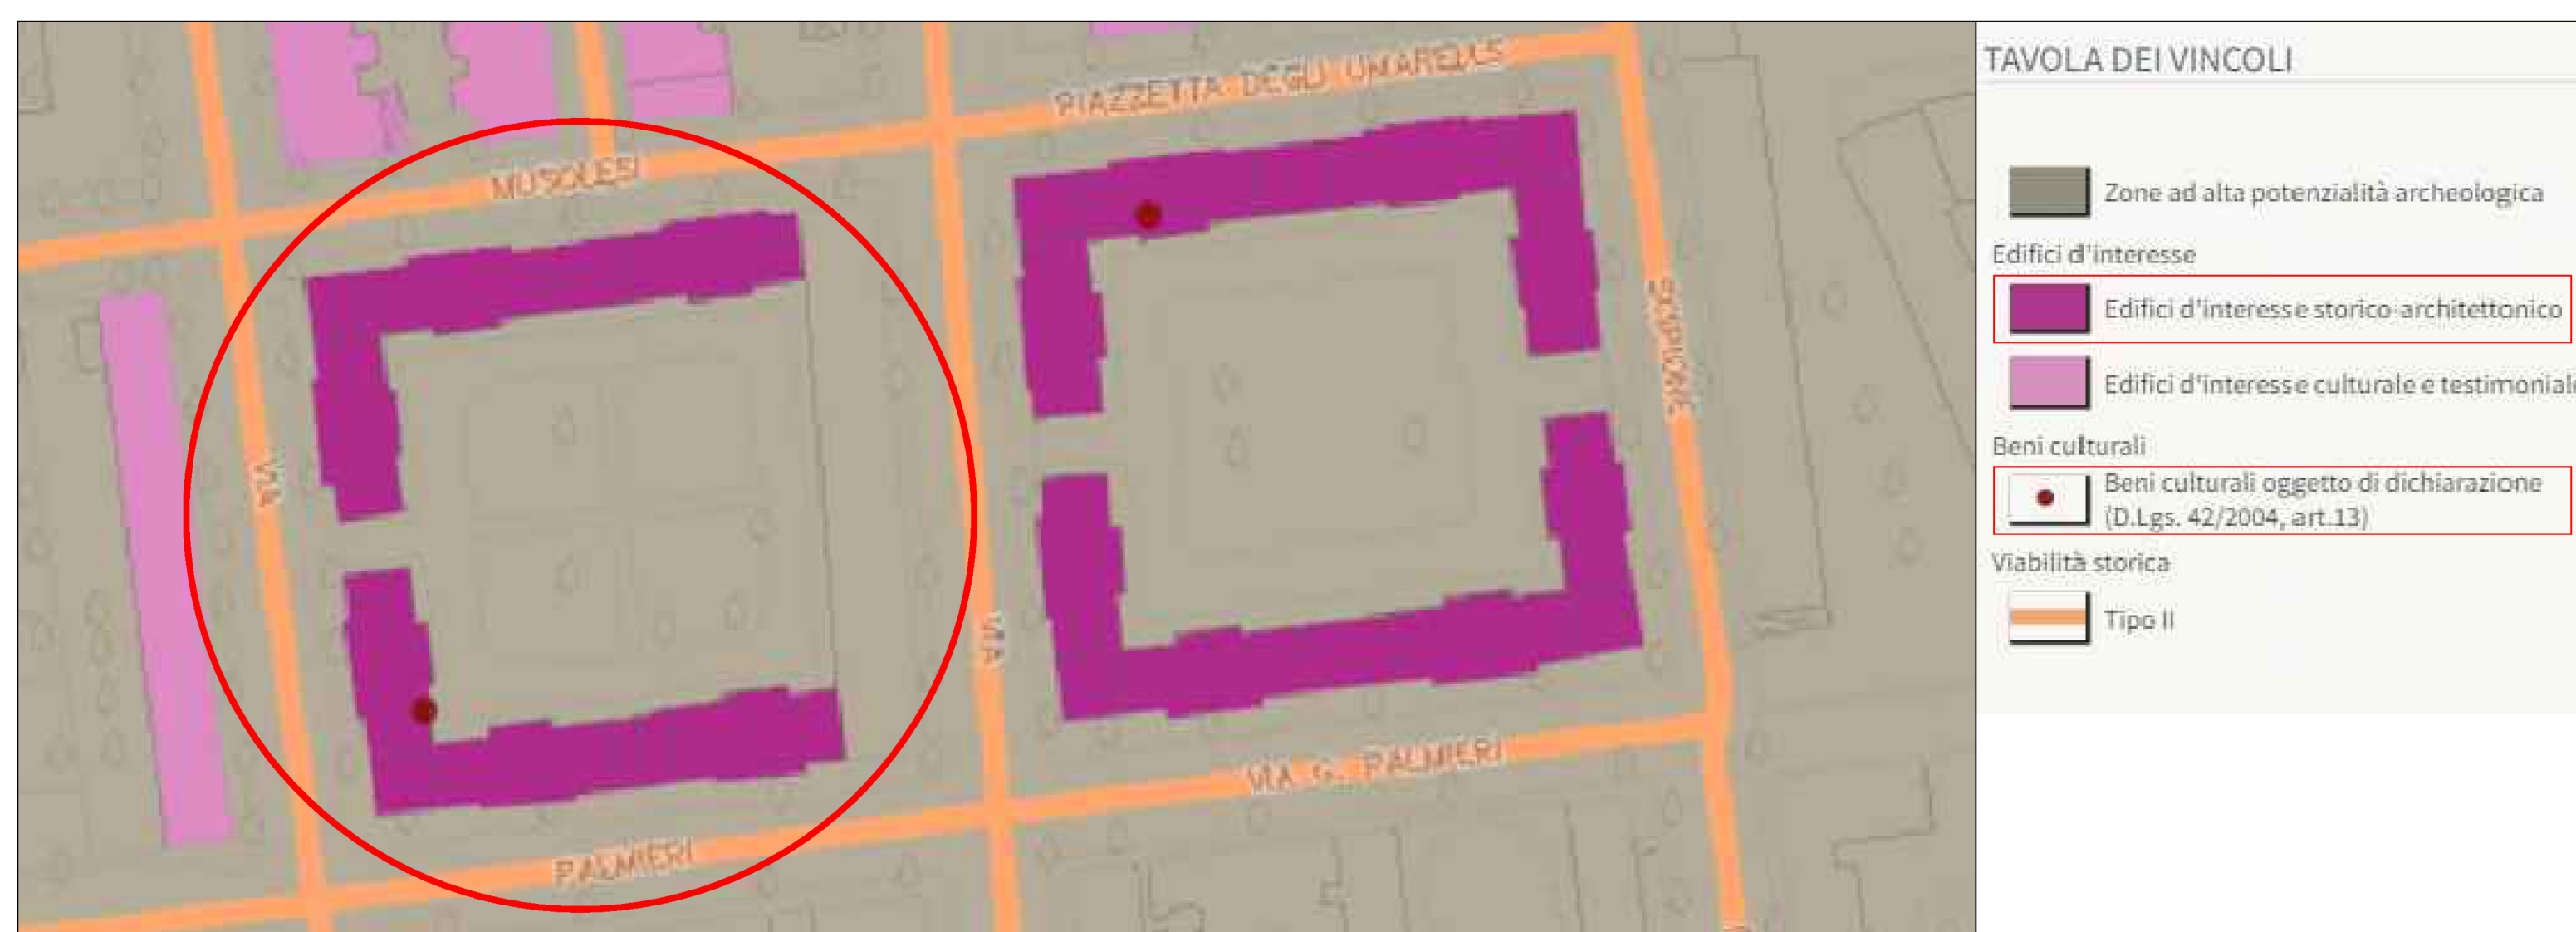 PIAZZETTA DEGLI UMARELLS
MUSOLESI
VIA
VIA
SCIPIONE
VIA G. PALMIERI
PALMIERI
TAVOLA DEI VINCOLI
Zone ad alta potenzialità archeologica
Edifici d'interesse
Edifici d'interesse storico-architettonico
Edifici d'interesse culturale e testimoniale
Beni culturali
Beni culturali oggetto di dichiarazione
(D.Lgs. 42/2004, art.13)
Viabilità storica
Tipo II